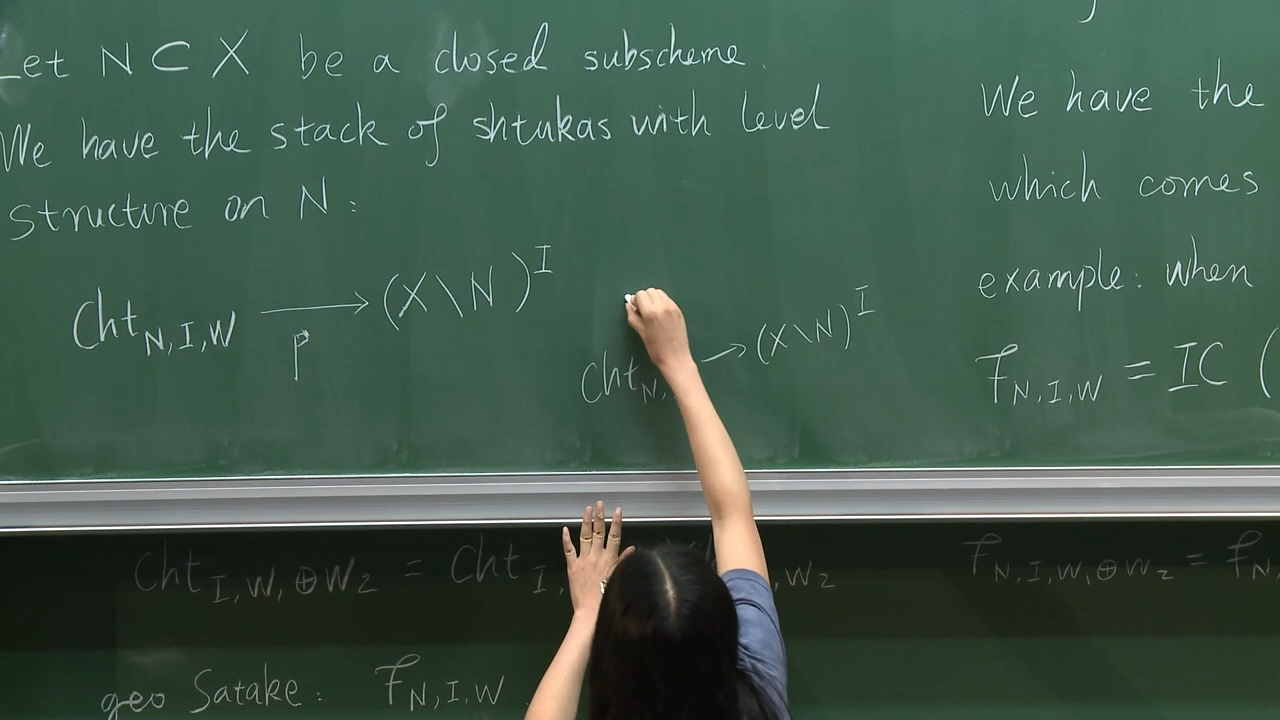 Let N ⊂ X be a closed subscheme.
We have the stack of shtukas with level
structure on N:
Cht_{N,I,W} →_p (X\N)^I
Cht_{N, → (X\N)^I
We have the
which comes
example: when
F_{N,I,W} = IC (
Cht_{I,W_1⊕W_2} = Cht_{I, W_2
F_{N,I,W_1⊕W_2} = F_{N,
geo Satake: F_{N,I,W}